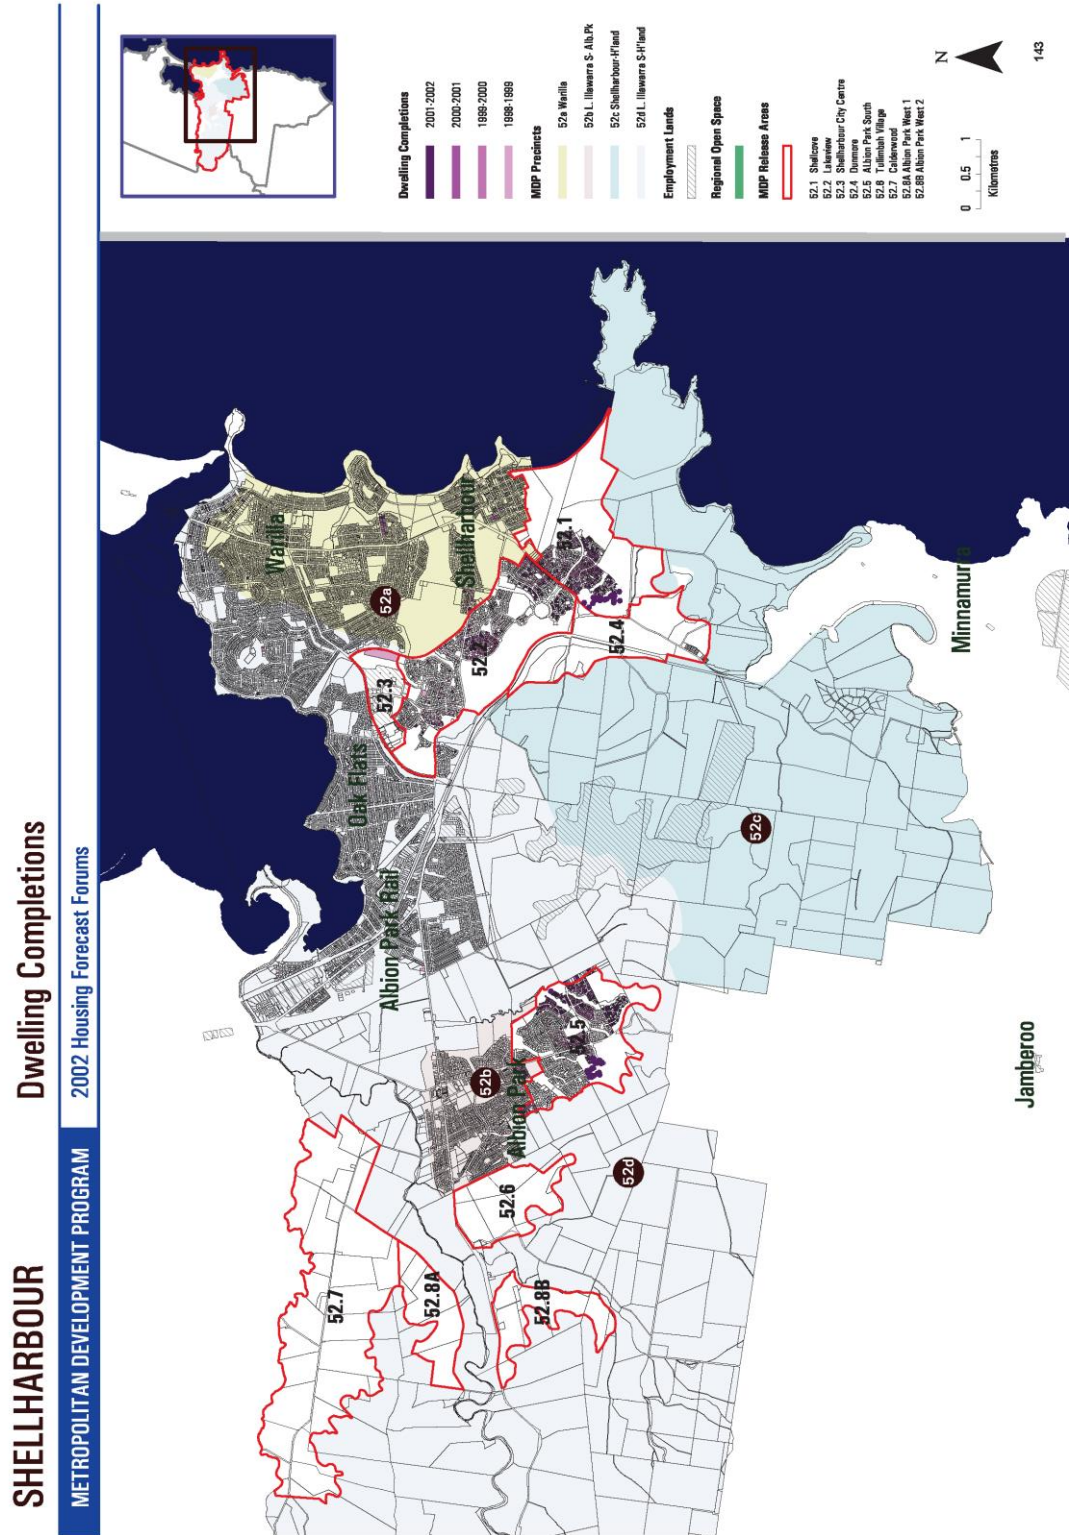 SHELLHARBOUR
Dwelling Completions
METROPOLITAN DEVELOPMENT PROGRAM
2002 Housing Forecast Forums
Warilla
52a
Shellharbour
52.1
52.2
52.3
52.4
Oak Flats
Albion Park Rail
52b
Albion Park
52.5
52c
52d
52.6
52.7
52.8A
52.8B
Minnamurra
Jamberoo
Dwelling Completions
2001-2002
2000-2001
1999-2000
1998-1999
MDP Precincts
52a Warilla
52b L. Illawarra S- Alb.Pk
52c Shellharbour-H'land
52d L. Illawarra S-H'land
Employment Lands
Regional Open Space
MDP Release Areas
52.1 Shellcove
52.2 Lakeview
52.3 Shellharbour City Centre
52.4 Dunmore
52.5 Albion Park South
52.6 Tullimbah Village
52.7 Calderwood
52.8A Albion Park West 1
52.8B Albion Park West 2
0 0.5 1
Kilometres
N
143